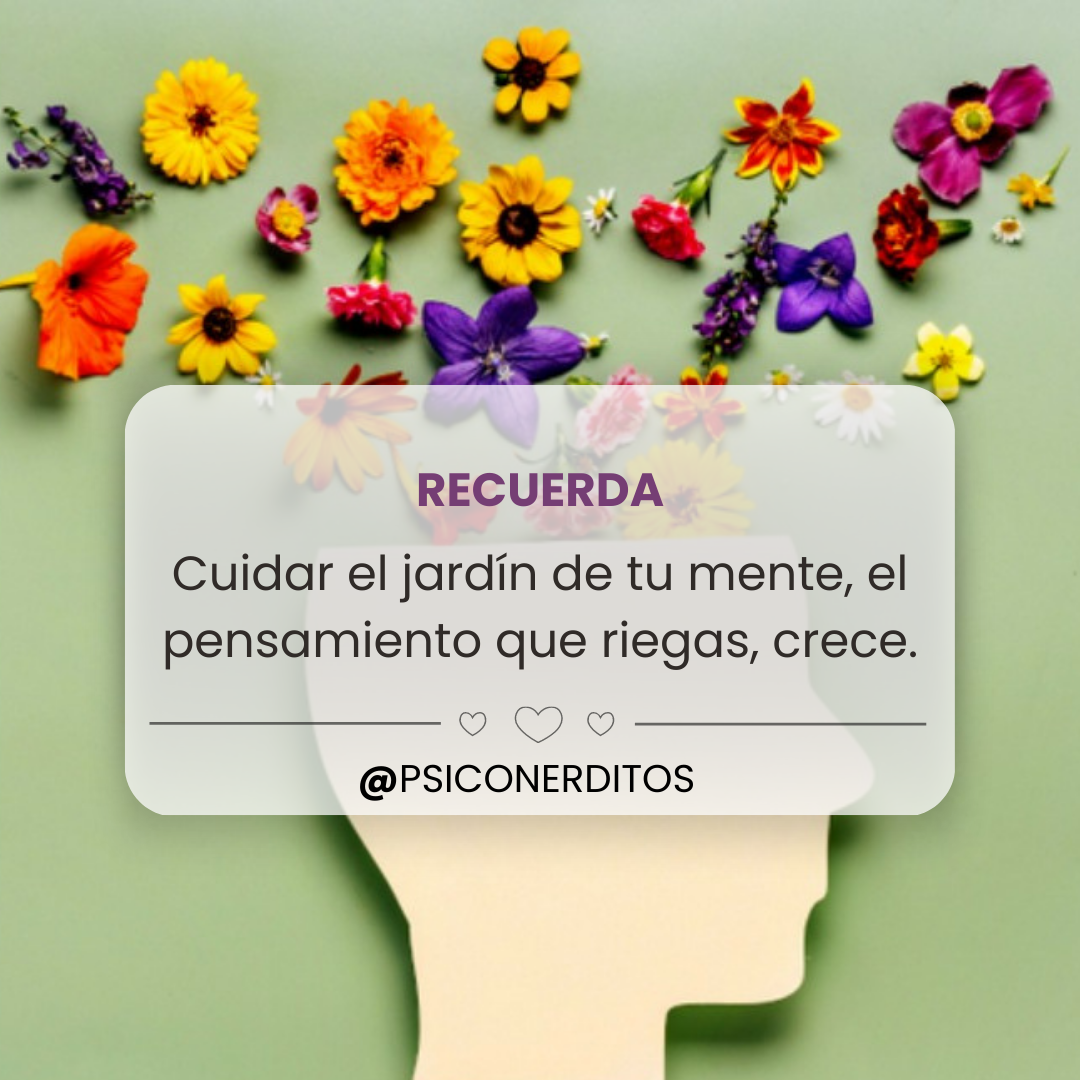 RECUERDA
Cuidar el jardín de tu mente, el
pensamiento que riegas, crece.
@PSICONERDITOS